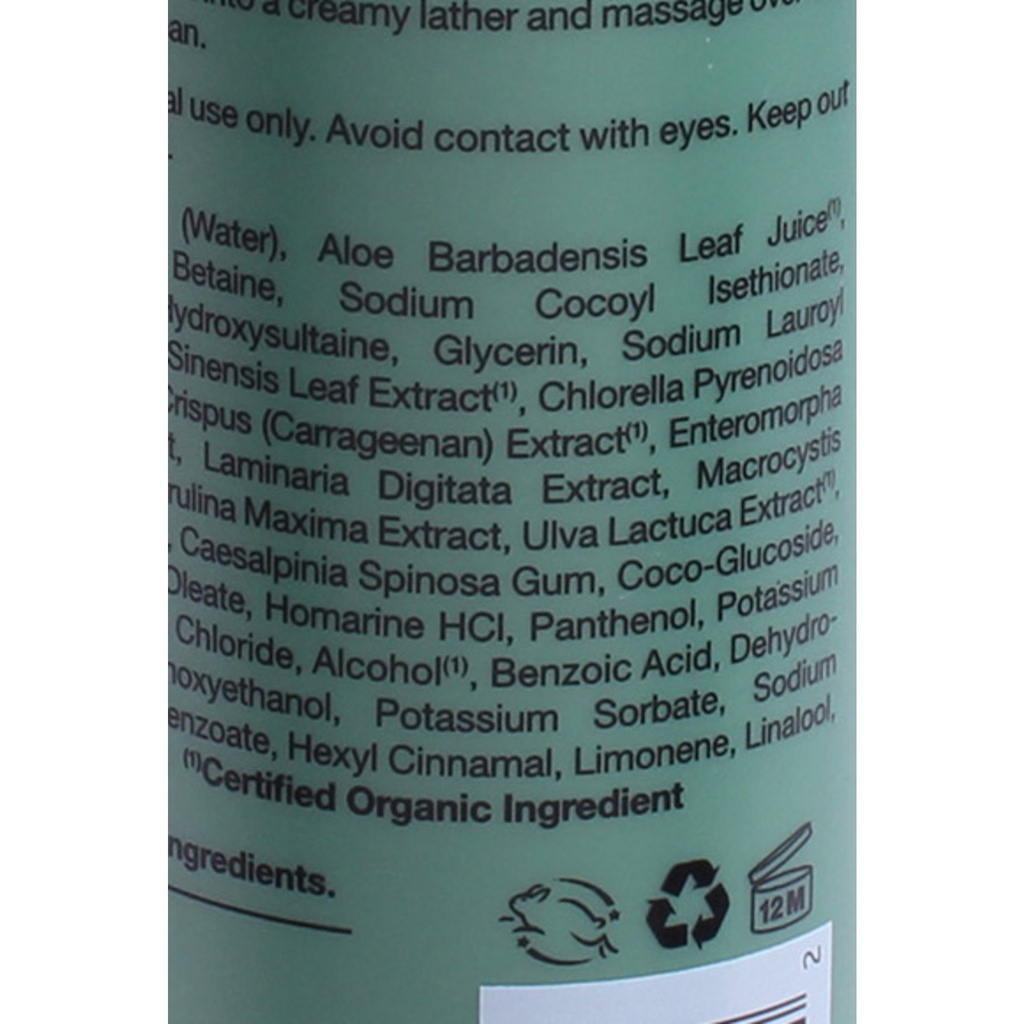 a creamy lather and massage
an.
al use only. Avoid contact with eyes. Keep out
.
(Water), Aloe Barbadensis Leaf Juice(1),
Betaine, Sodium Cocoyl Isethionate,
Hydroxysultaine, Glycerin, Sodium Lauroyl
Sinensis Leaf Extract(1), Chlorella Pyrenoidosa
Crispus (Carrageenan) Extract(1), Enteromorpha
t, Laminaria Digitata Extract, Macrocystis
rulina Maxima Extract, Ulva Lactuca Extract(1),
, Caesalpinia Spinosa Gum, Coco-Glucoside,
Oleate, Homarine HCl, Panthenol, Potassium
Chloride, Alcohol(1), Benzoic Acid, Dehydro-
noxyethanol, Potassium Sorbate, Sodium
enzoate, Hexyl Cinnamal, Limonene, Linalool,
(1)Certified Organic Ingredient
ngredients.
12M
2